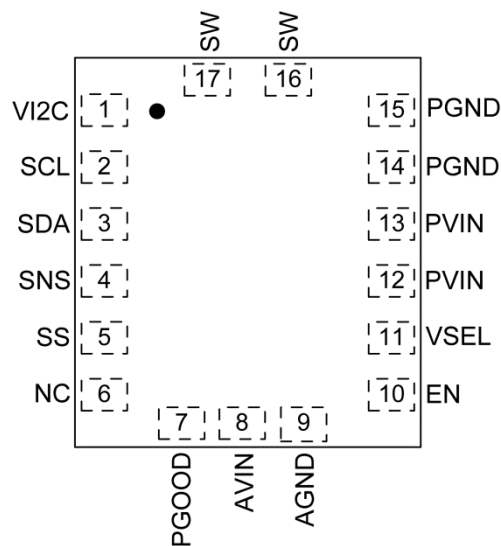 SW SW
17 16
VI2C 1 15 PGND
SCL 2 14 PGND
SDA 3 13 PVIN
SNS 4 12 PVIN
SS 5 11 VSEL
NC 6 10 EN
7 8 9
PGOOD AVIN AGND